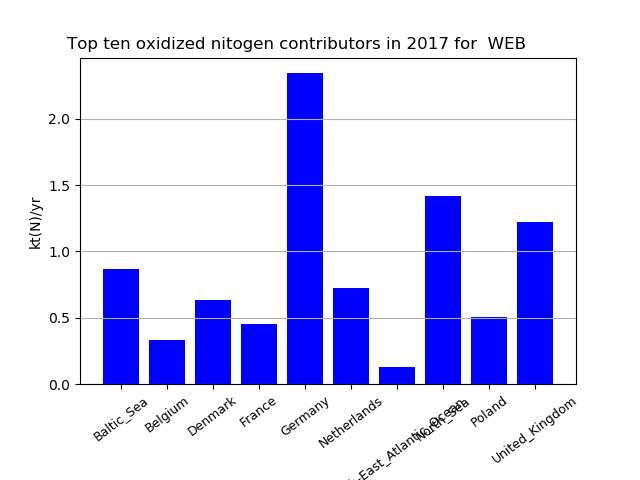 Top ten oxidized nitogen contributors in 2017 for WEB
kt(N)/yr
2.0
1.5
1.0
0.5
0.0
Baltic_Sea
Belgium
Denmark
France
Germany
Netherlands
-East_Atlantic_Ocean
North_Sea
Poland
United_Kingdom